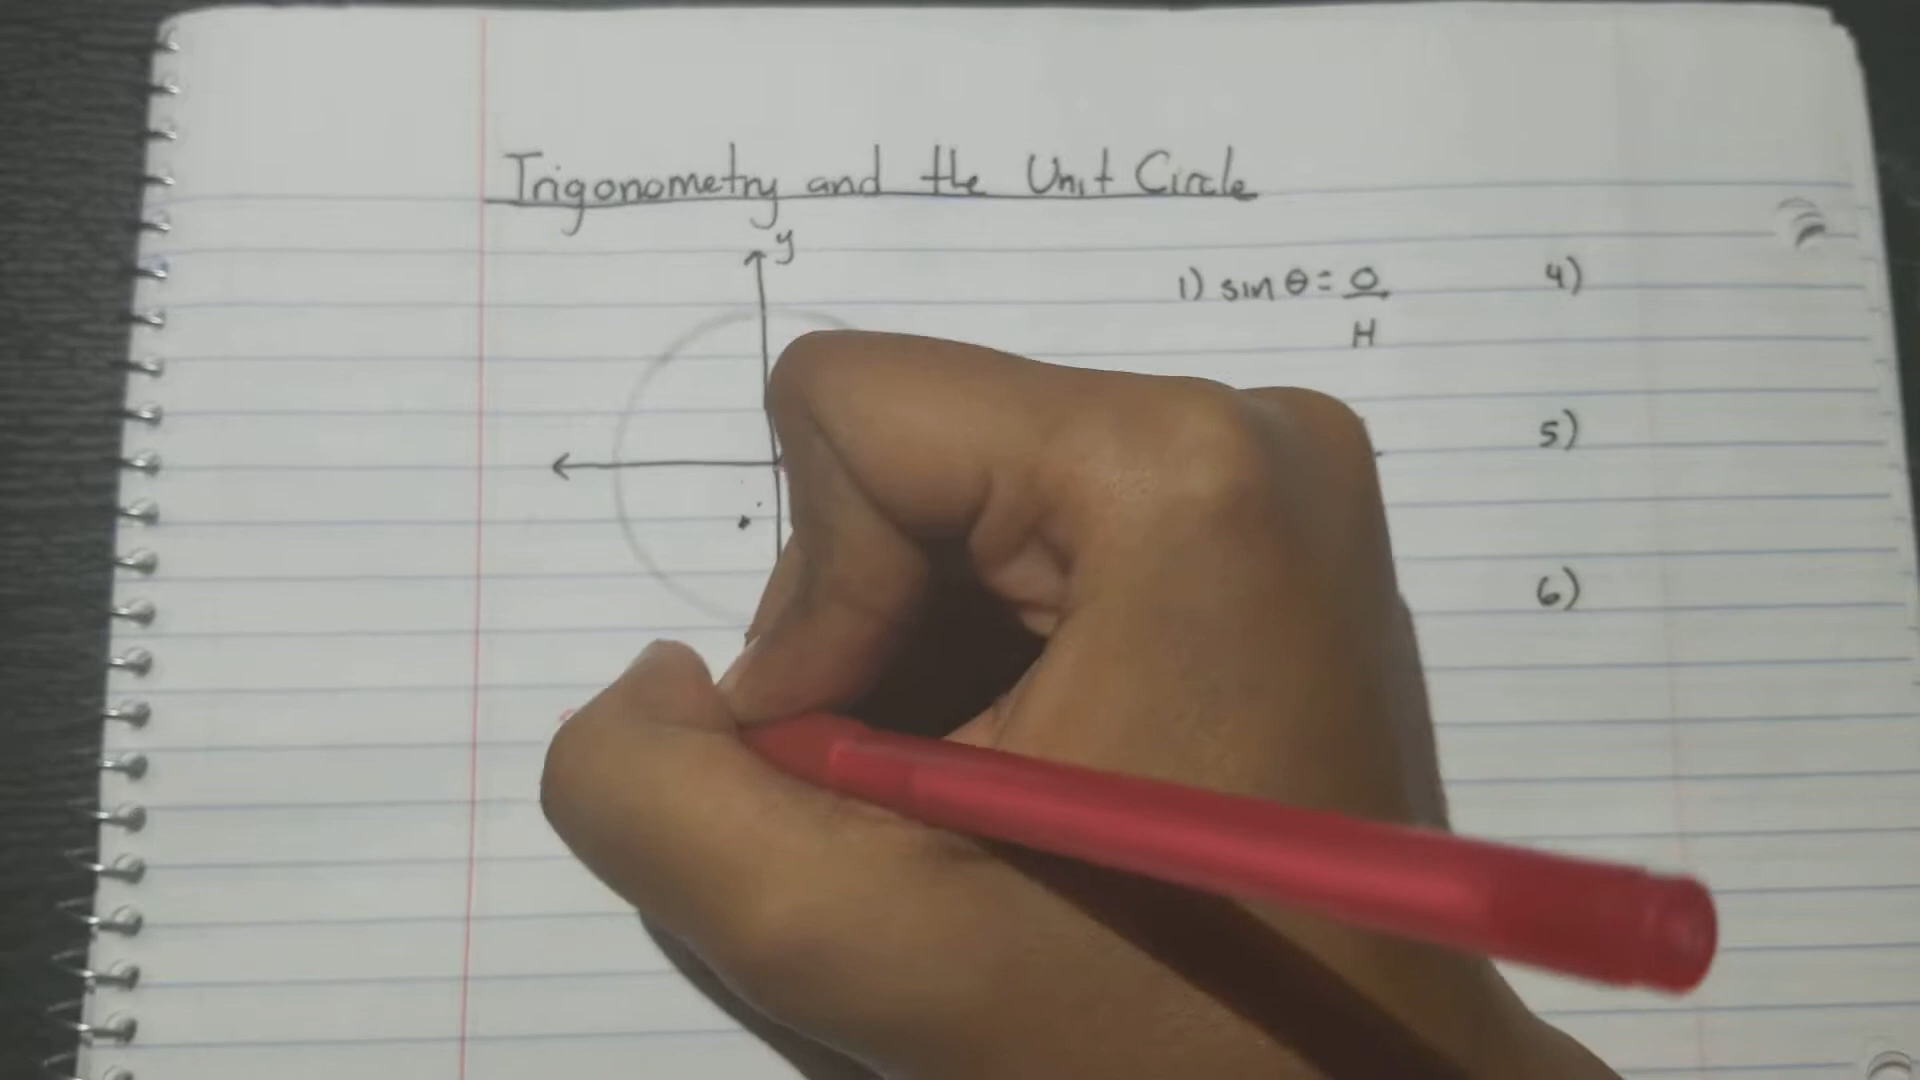 Trigonometry and the Unit Circle
y
1) sin θ = O
H
4)
5)
6)